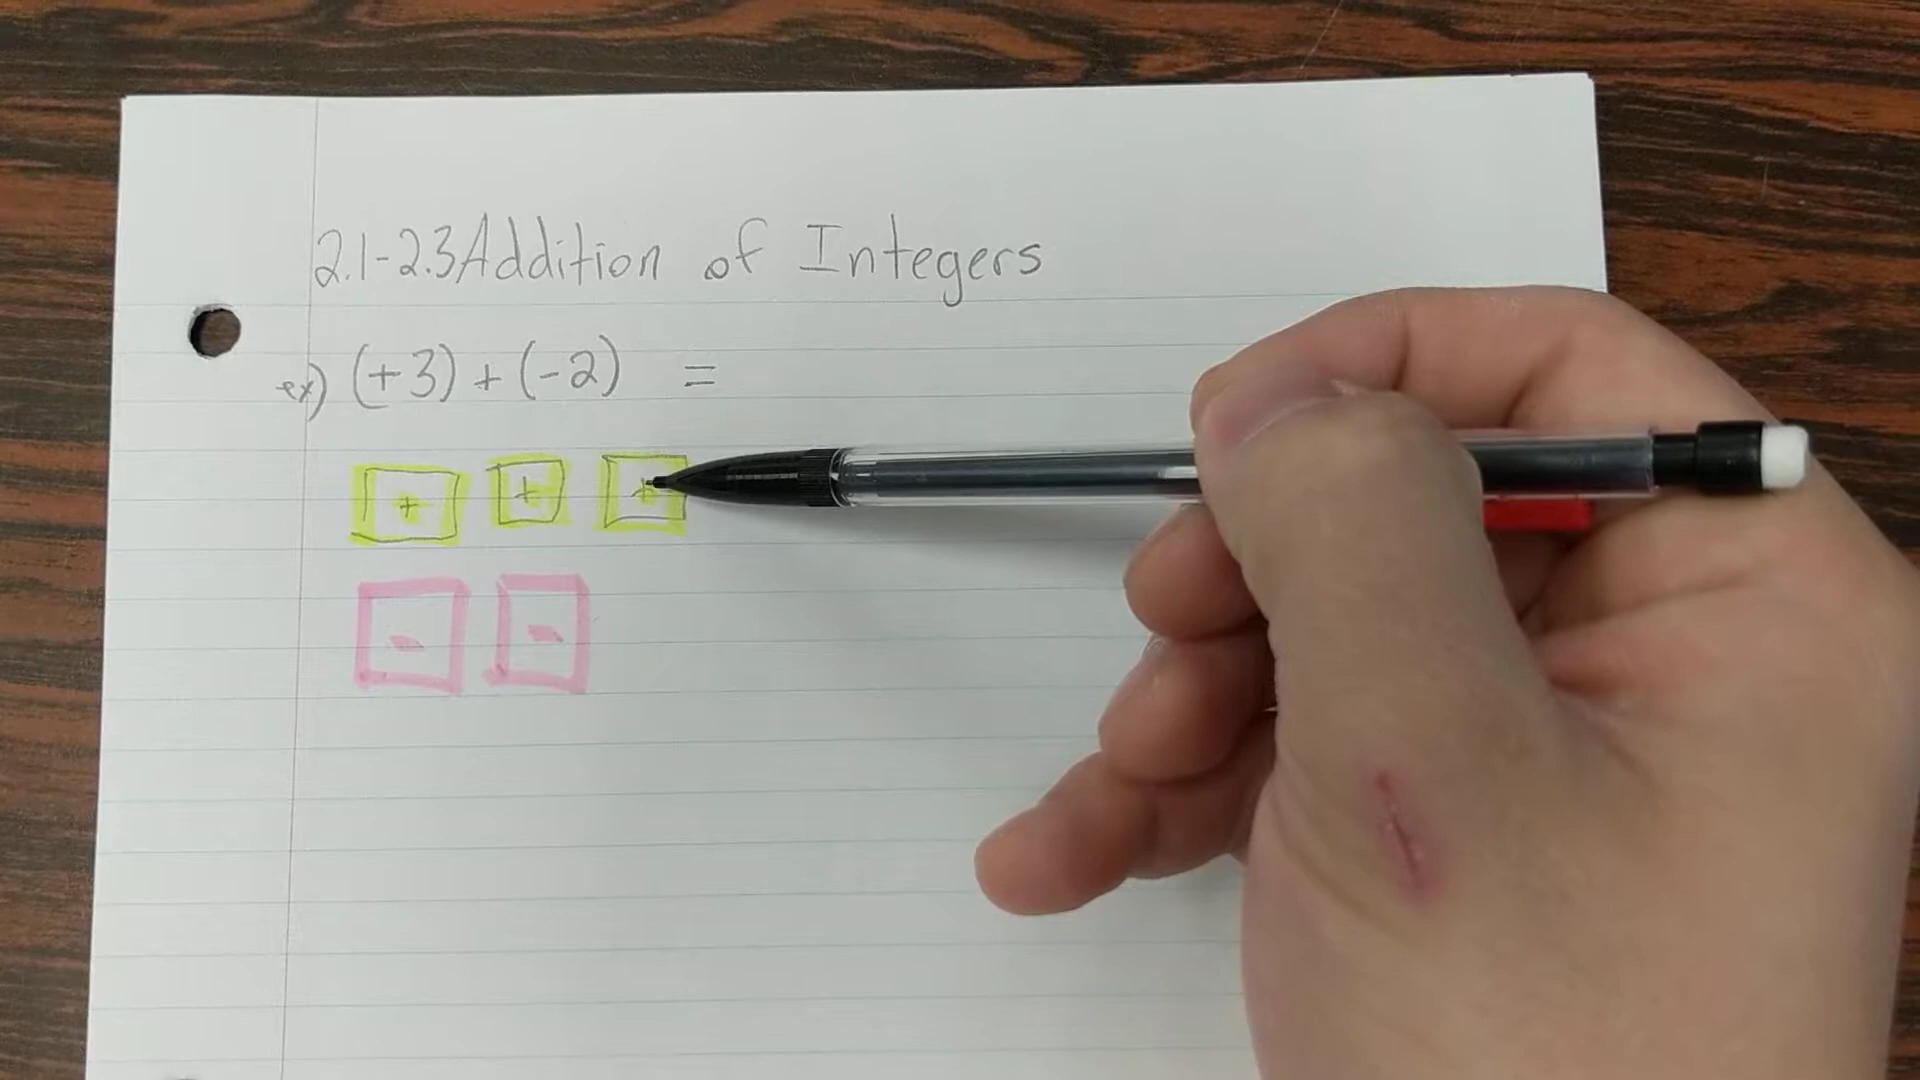 2.1-2.3 Addition of Integers
ex) (+3) + (-2) =
+ + +
- -